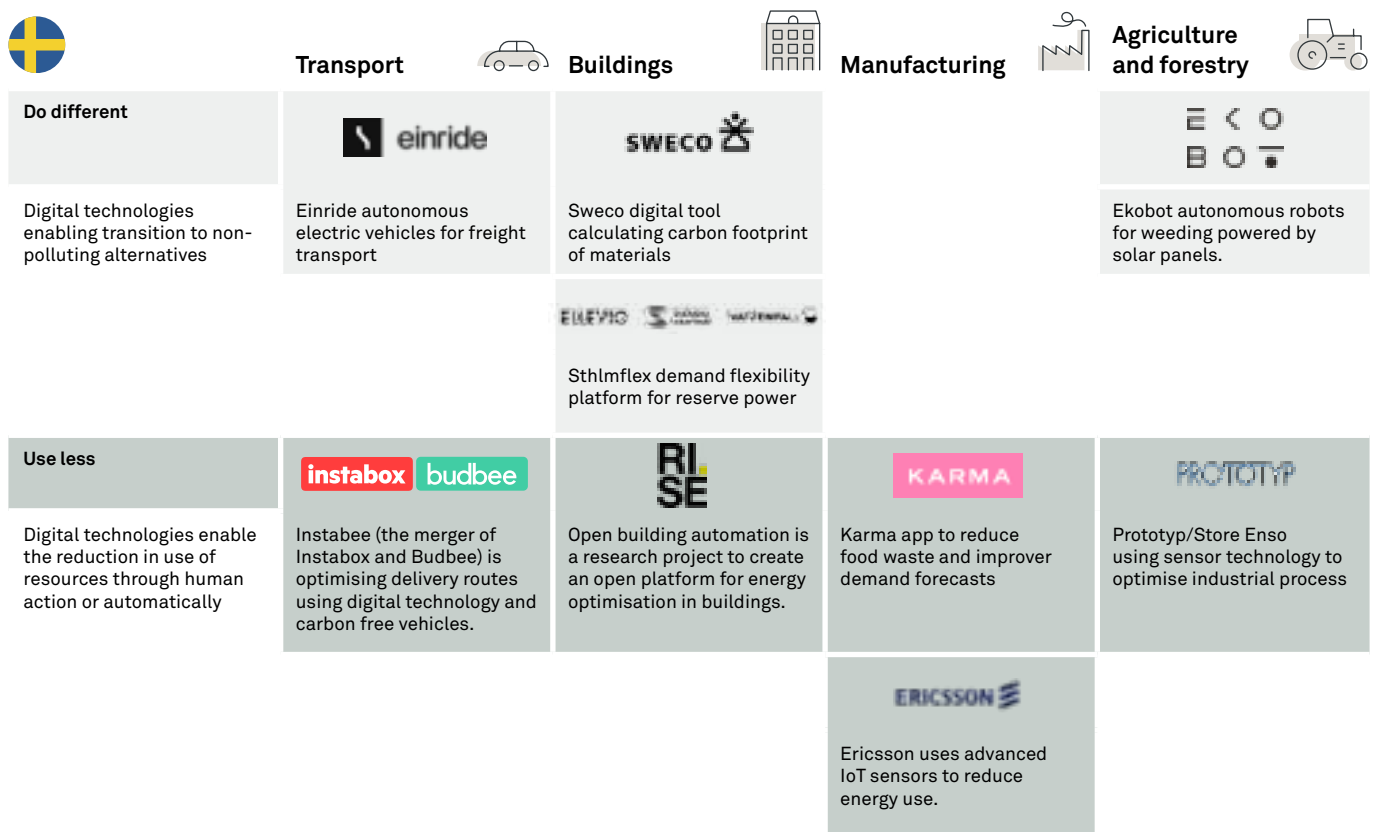 Transport
Buildings
Manufacturing
Agriculture
and forestry
Do different
einride
SWECO
EKO
BOT
Digital technologies
enabling transition to non-
polluting alternatives
Einride autonomous
electric vehicles for freight
transport
Sweco digital tool
calculating carbon footprint
of materials
Ekobot autonomous robots
for weeding powered by
solar panels.
ELLEVIO
VATTENFALL
Sthlmflex demand flexibility
platform for reserve power
Use less
instabox budbee
RI.
SE
KARMA
PROTOTYP
Digital technologies enable
the reduction in use of
resources through human
action or automatically
Instabee (the merger of
Instabox and Budbee) is
optimising delivery routes
using digital technology and
carbon free vehicles.
Open building automation is
a research project to create
an open platform for energy
optimisation in buildings.
Karma app to reduce
food waste and improver
demand forecasts
Prototyp/Store Enso
using sensor technology to
optimise industrial process
ERICSSON
Ericsson uses advanced
IoT sensors to reduce
energy use.